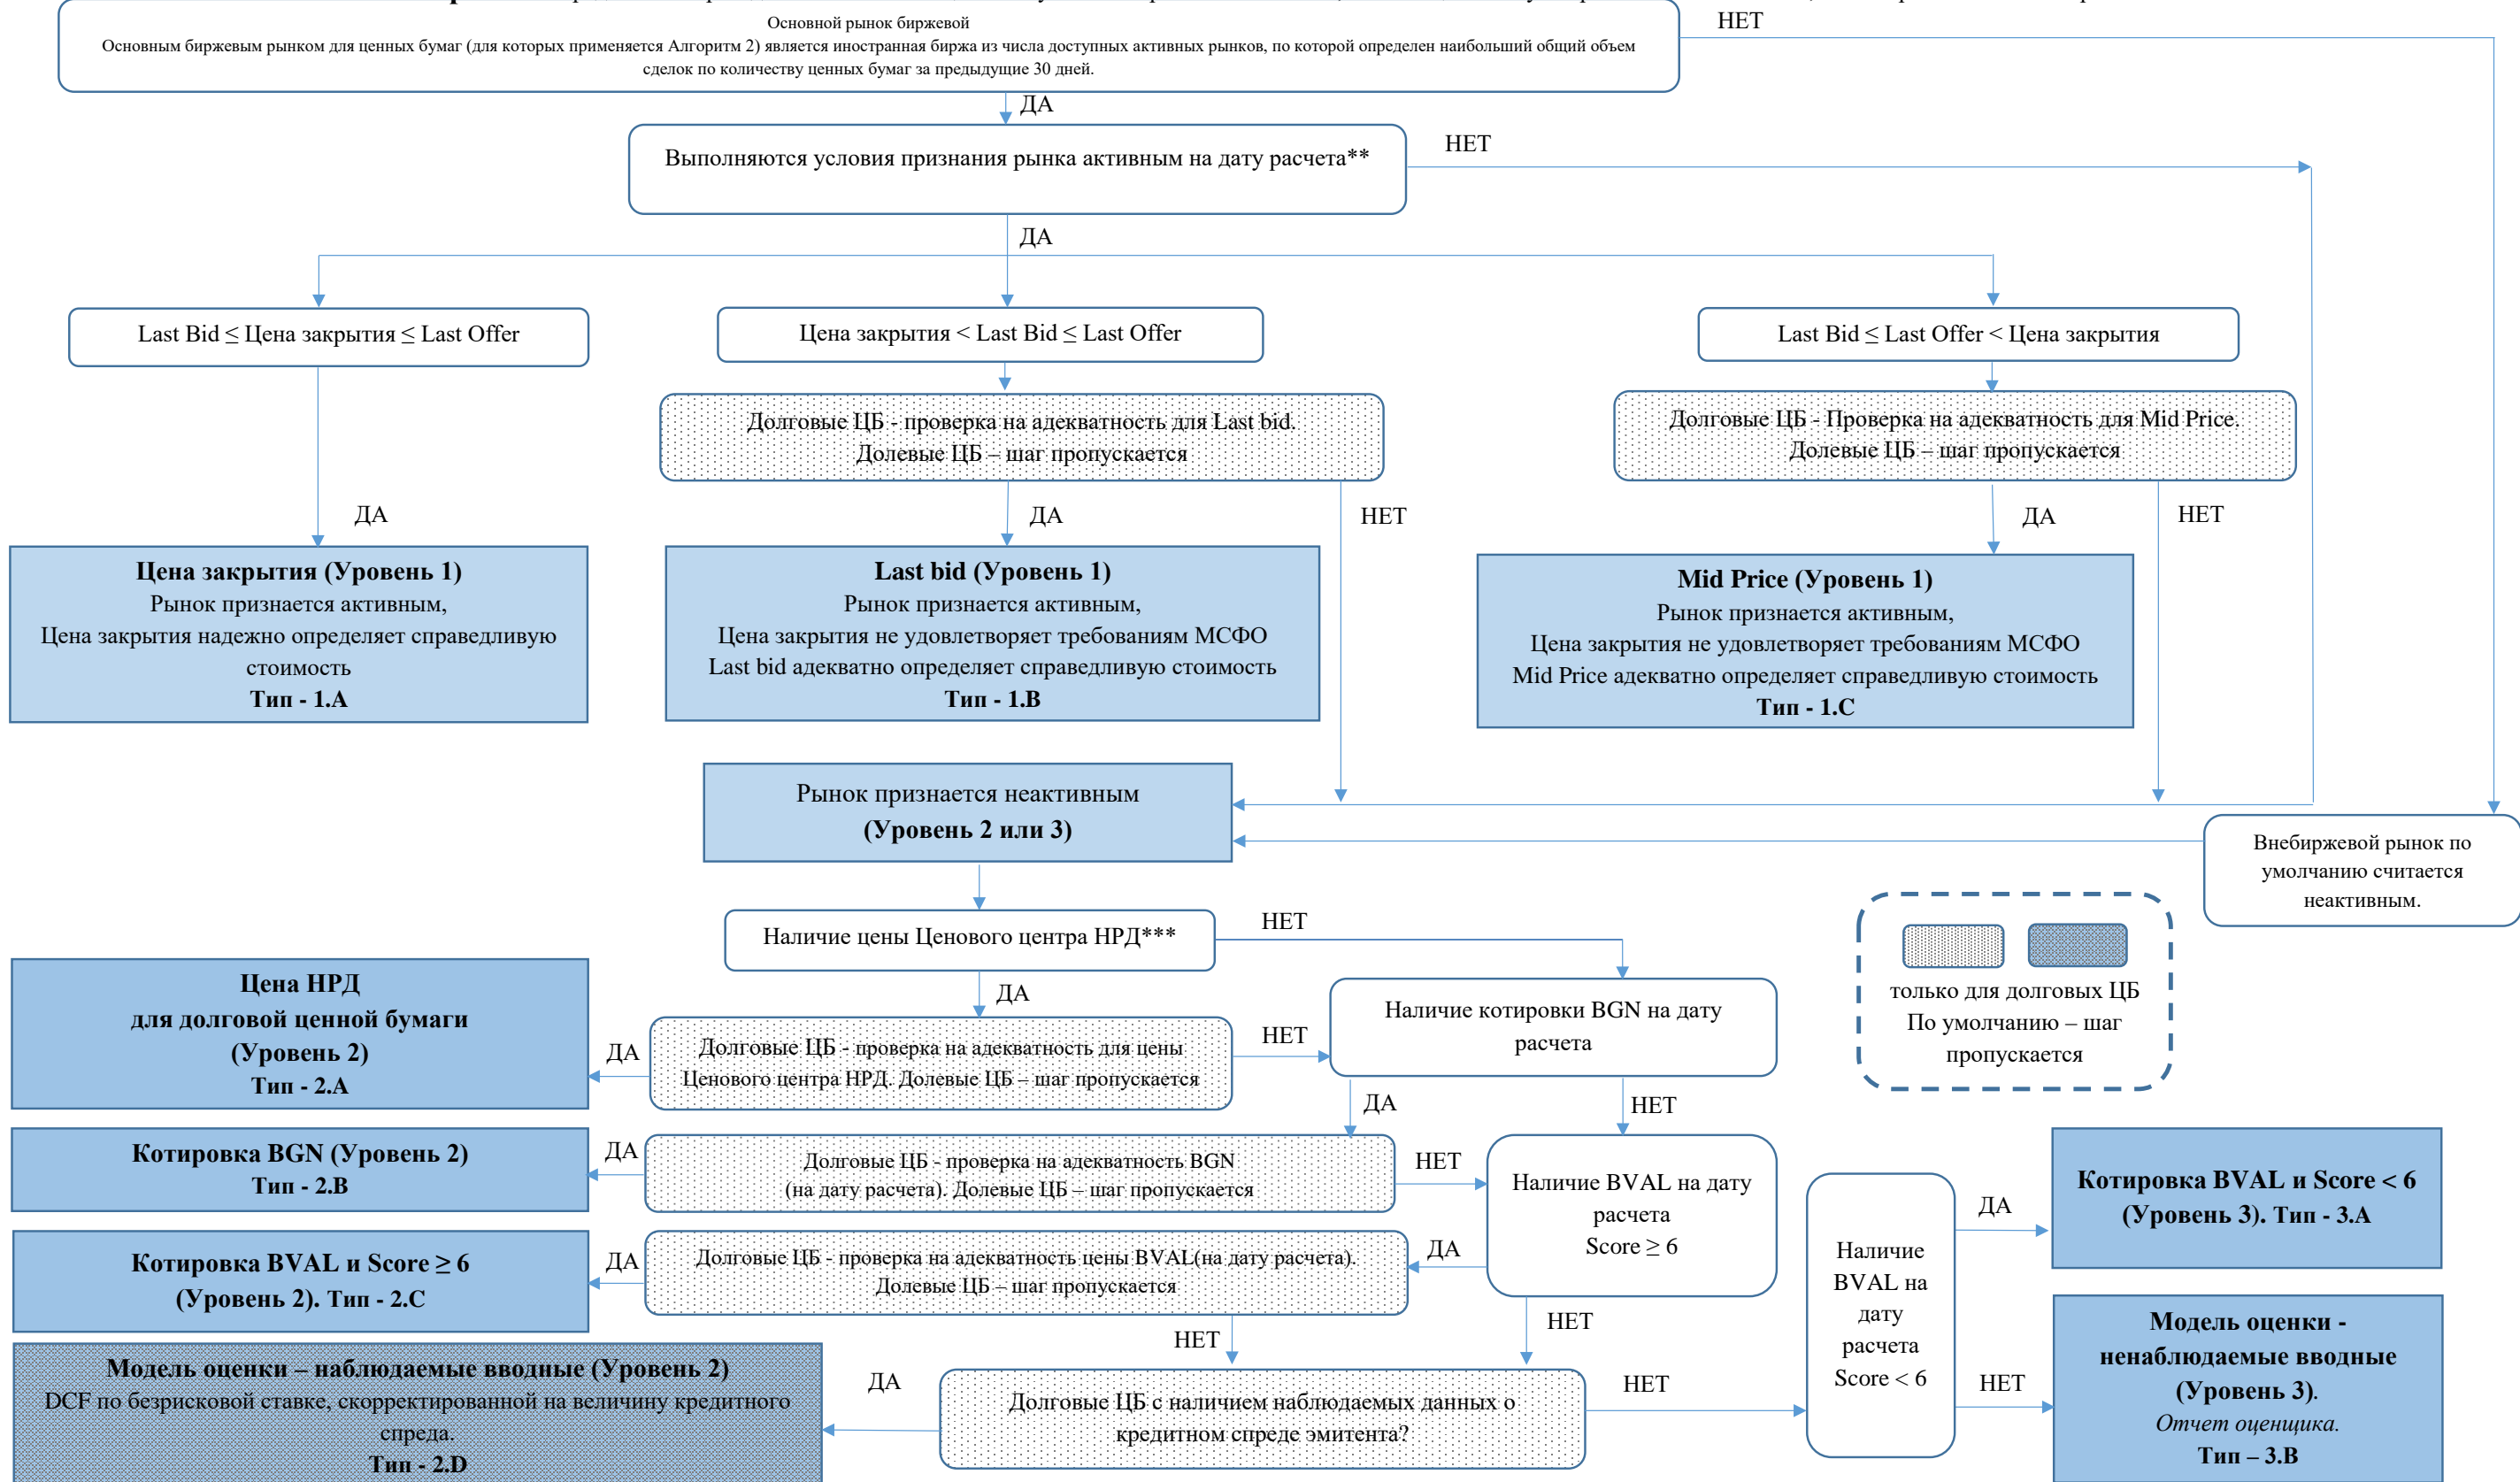 Основной рынок биржевой
Основным биржевым рынком для ценных бумаг (для которых применяется Алгоритм 2) является иностранная биржа из числа доступных активных рынков, по которой определен наибольший общий объем
сделок по количеству ценных бумаг за предыдущие 30 дней.
НЕТ
ДА
Выполняются условия признания рынка активным на дату расчета**
НЕТ
ДА
Last Bid ≤ Цена закрытия ≤ Last Offer
Цена закрытия < Last Bid ≤ Last Offer
Last Bid ≤ Last Offer < Цена закрытия
Долговые ЦБ - проверка на адекватность для Last bid.
Долевые ЦБ – шаг пропускается
Долговые ЦБ - Проверка на адекватность для Mid Price.
Долевые ЦБ – шаг пропускается
ДА
ДА
НЕТ
ДА
НЕТ
Цена закрытия (Уровень 1)
Рынок признается активным,
Цена закрытия надежно определяет справедливую
стоимость
Тип - 1.А
Last bid (Уровень 1)
Рынок признается активным,
Цена закрытия не удовлетворяет требованиям МСФО
Last bid адекватно определяет справедливую стоимость
Тип - 1.В
Mid Price (Уровень 1)
Рынок признается активным,
Цена закрытия не удовлетворяет требованиям МСФО
Mid Price адекватно определяет справедливую стоимость
Тип - 1.С
Рынок признается неактивным
(Уровень 2 или 3)
Внебиржевой рынок по
умолчанию считается
неактивным.
Наличие цены Ценового центра НРД***
НЕТ
ДА
только для долговых ЦБ
По умолчанию – шаг
пропускается
Цена НРД
для долговой ценной бумаги
(Уровень 2)
Тип - 2.А
ДА
Долговые ЦБ - проверка на адекватность для цены
Ценового центра НРД. Долевые ЦБ – шаг пропускается
НЕТ
Наличие котировки BGN на дату
расчета
ДА
НЕТ
Котировка BGN (Уровень 2)
Тип - 2.В
ДА
Долговые ЦБ - проверка на адекватность BGN
(на дату расчета). Долевые ЦБ – шаг пропускается
НЕТ
Наличие BVAL на дату
расчета
Score ≥ 6
Котировка BVAL и Score ≥ 6
(Уровень 2). Тип - 2.С
ДА
Долговые ЦБ - проверка на адекватность цены BVAL(на дату расчета).
Долевые ЦБ – шаг пропускается
ДА
НЕТ
НЕТ
Наличие
BVAL на
дату
расчета
Score < 6
ДА
Котировка BVAL и Score < 6
(Уровень 3). Тип - 3.А
НЕТ
Модель оценки -
ненаблюдаемые вводные
(Уровень 3).
Отчет оценщика.
Тип – 3.В
Модель оценки – наблюдаемые вводные (Уровень 2)
DCF по безрисковой ставке, скорректированной на величину кредитного
спреда.
Тип - 2.D
ДА
Долговые ЦБ с наличием наблюдаемых данных о
кредитном спреде эмитента?
НЕТ